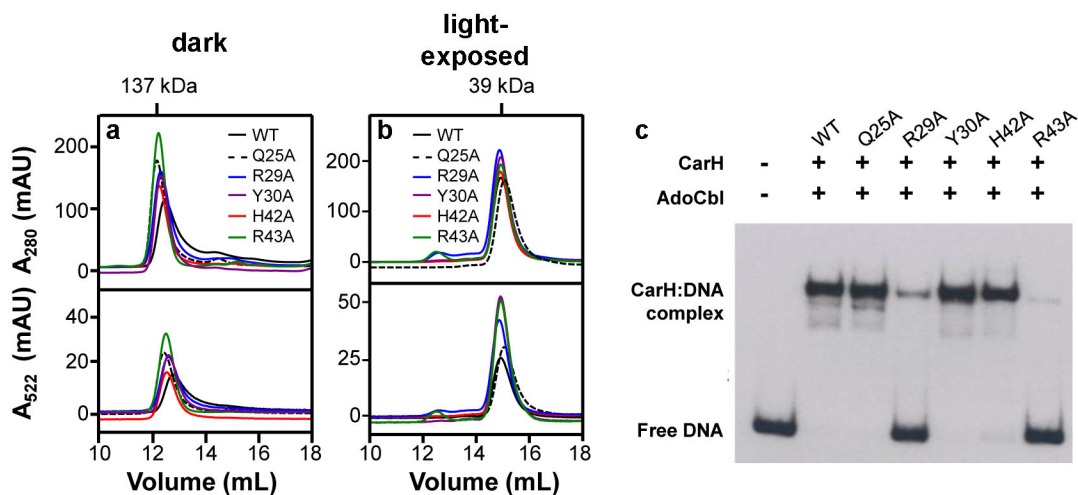 dark
light-
exposed
137 kDa
39 kDa
a
WT
Q25A
R29A
Y30A
H42A
R43A
b
WT
Q25A
R29A
Y30A
H42A
R43A
A280 (mAU)
200
100
0
200
100
0
A522 (mAU)
40
20
0
50
25
0
10 12 14 16 18
10 12 14 16 18
Volume (mL)
Volume (mL)
c
WT Q25A R29A Y30A H42A R43A
CarH - + + + + + +
AdoCbl - + + + + + +
CarH:DNA
complex
Free DNA